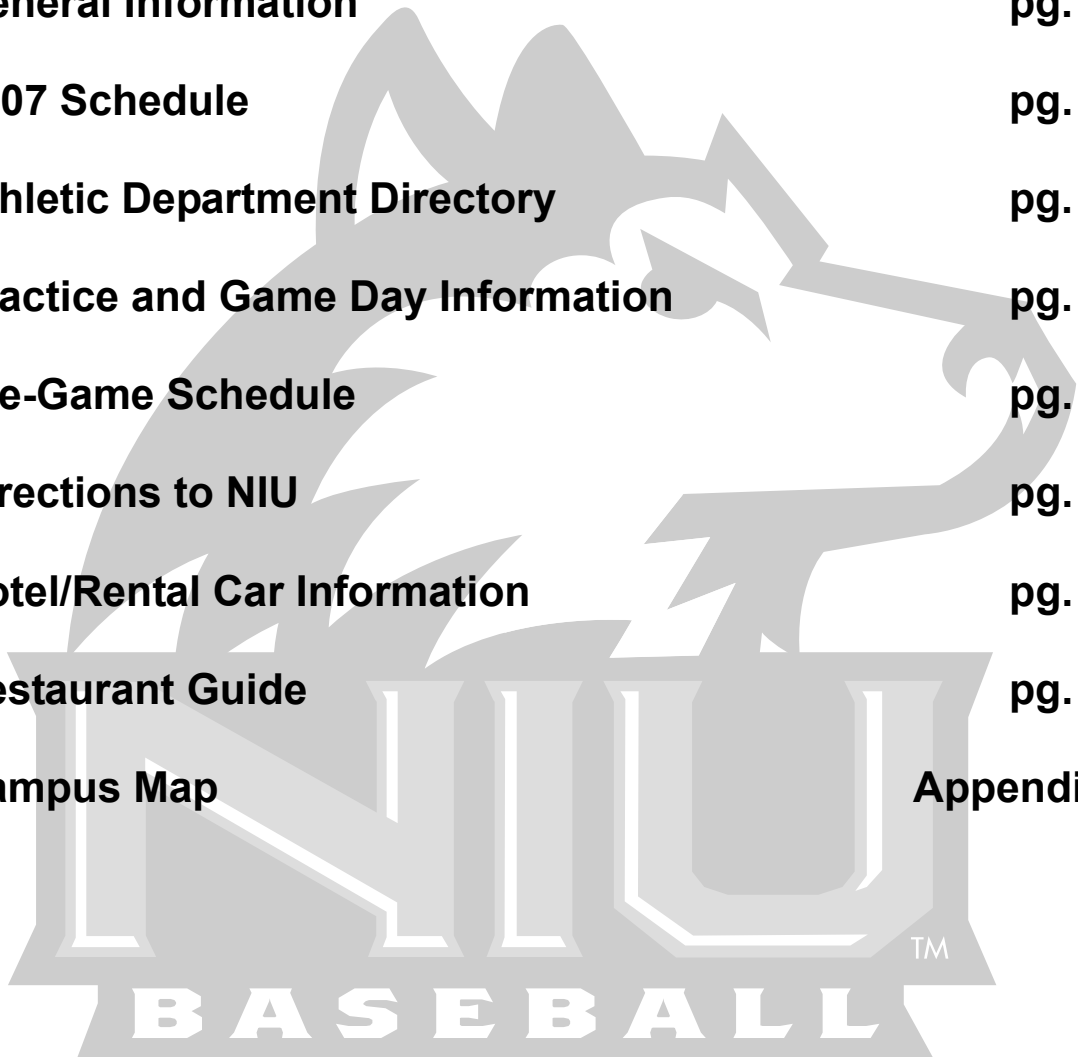 eneral Information pg.
07 Schedule pg.
hletic Department Directory pg.
actice and Game Day Information pg.
e-Game Schedule pg.
rections to NIU pg.
otel/Rental Car Information pg.
estaurant Guide pg.
ampus Map Appendi
NIU
TM
BASEBALL